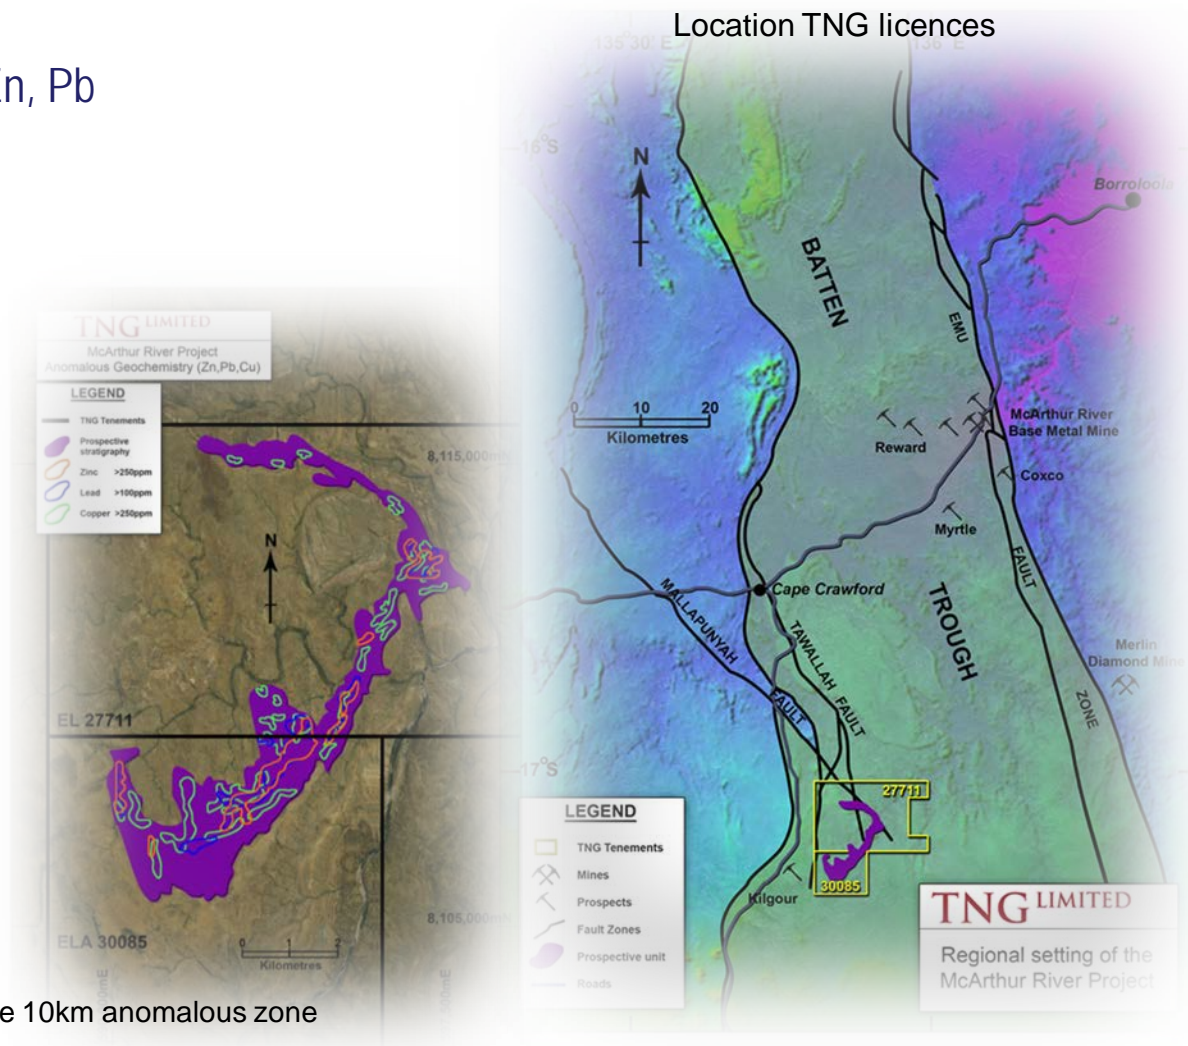 Location TNG licences
Zn, Pb
135°30' E
136°E
16°S
N
Borroloola
BATTEN
EMU
0 10 20
Kilometres
McArthur River
Base Metal Mine
Reward
Coxco
Myrtle
FAULT
Cape Crawford
MALLAPUNYAH
FAULT
TAWALLAH FAULT
TROUGH
Merlin
Diamond Mine
ZONE
17°S
27711
30085
Kilgour
LEGEND
TNG Tenements
Mines
Prospects
Fault Zones
Prospective unit
Roads
TNG LIMITED
Regional setting of the
McArthur River Project
TNG LIMITED
McArthur River Project
Anomalous Geochemistry (Zn,Pb,Cu)
LEGEND
TNG Tenements
Prospective
stratigraphy
Zinc >250ppm
Lead >100ppm
Copper >250ppm
8,115,000mN
N
EL 27711
8,105,000mN
ELA 30085
0 1 2
Kilometres
10km anomalous zone